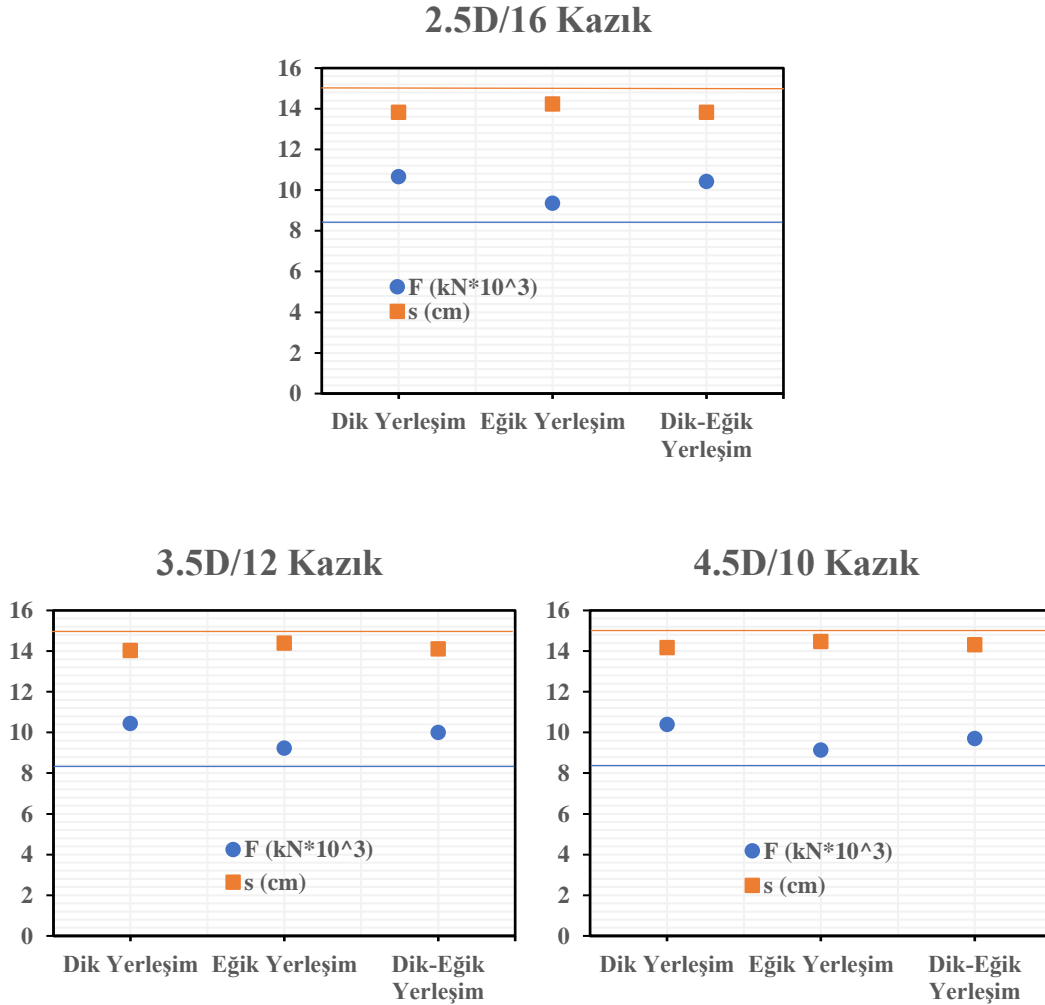 2.5D/16 Kazık
16
14
12
10
8
6
4
2
0
F (kN*10^3)
s (cm)
Dik Yerleşim
Eğik Yerleşim
Dik-Eğik
Yerleşim
3.5D/12 Kazık
16
14
12
10
8
6
4
2
0
F (kN*10^3)
s (cm)
Dik Yerleşim
Eğik Yerleşim
Dik-Eğik
Yerleşim
4.5D/10 Kazık
16
14
12
10
8
6
4
2
0
F (kN*10^3)
s (cm)
Dik Yerleşim
Eğik Yerleşim
Dik-Eğik
Yerleşim